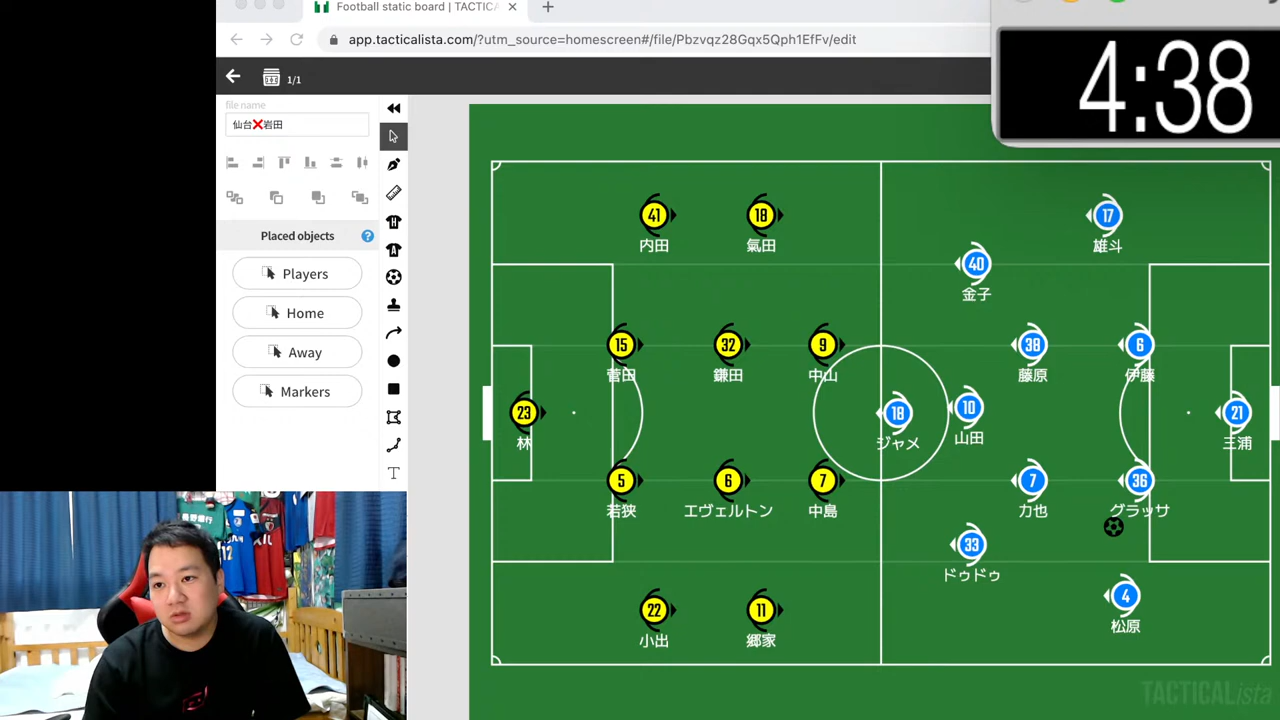 Football static board | TACTICA
app.tacticalista.com/?utm_source=homescreen#/file/Pbzvqz28Gqx5Qph1EfFv/edit
4:38
1/1
file name
仙台❌岩田
Placed objects
?
Players
Home
Away
Markers
H
A
T
41
内田
18
氣田
17
雄斗
40
金子
15
菅田
32
鎌田
9
中山
38
藤原
6
伊藤
23
林
18
ジャメ
10
山田
21
三浦
5
若狭
6
エヴェルトン
7
中島
7
力也
36
グラッサ
33
ドゥドゥ
22
小出
11
郷家
4
松原
TACTICALista